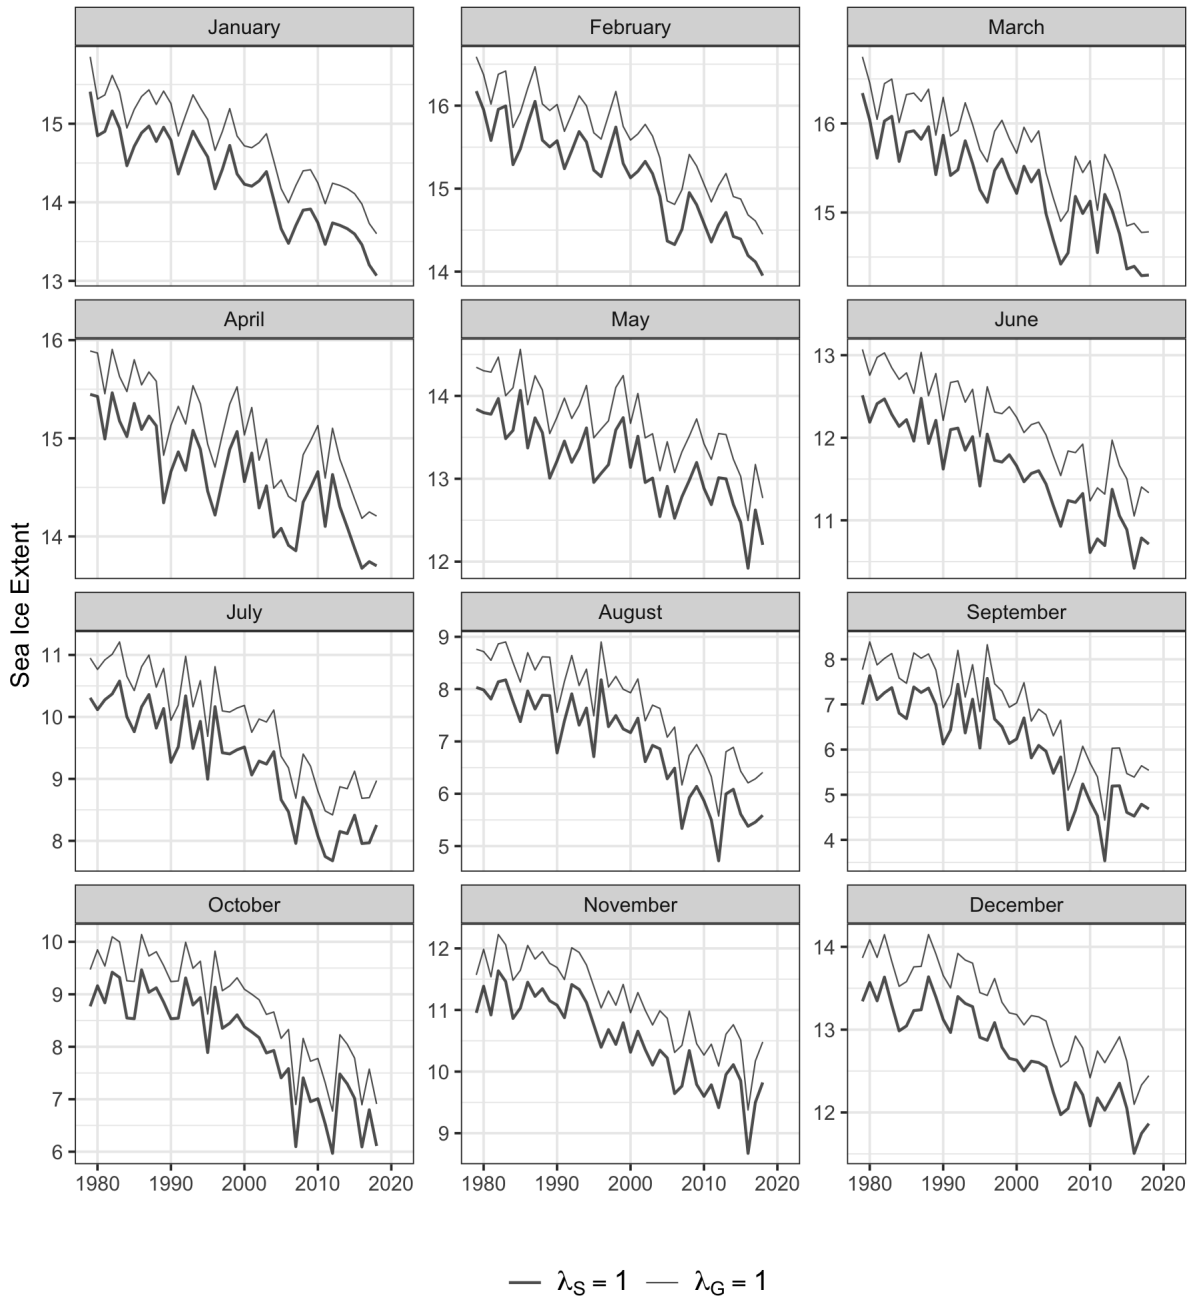 January
February
March
15
14
13
16
15
14
16
15
April
May
June
16
15
14
14
13
12
13
12
11
Sea Ice Extent
July
August
September
11
10
9
8
9
8
7
6
5
8
7
6
5
4
October
November
December
10
9
8
7
6
12
11
10
9
14
13
12
1980 1990 2000 2010 2020
1980 1990 2000 2010 2020
1980 1990 2000 2010 2020
λS = 1 λG = 1